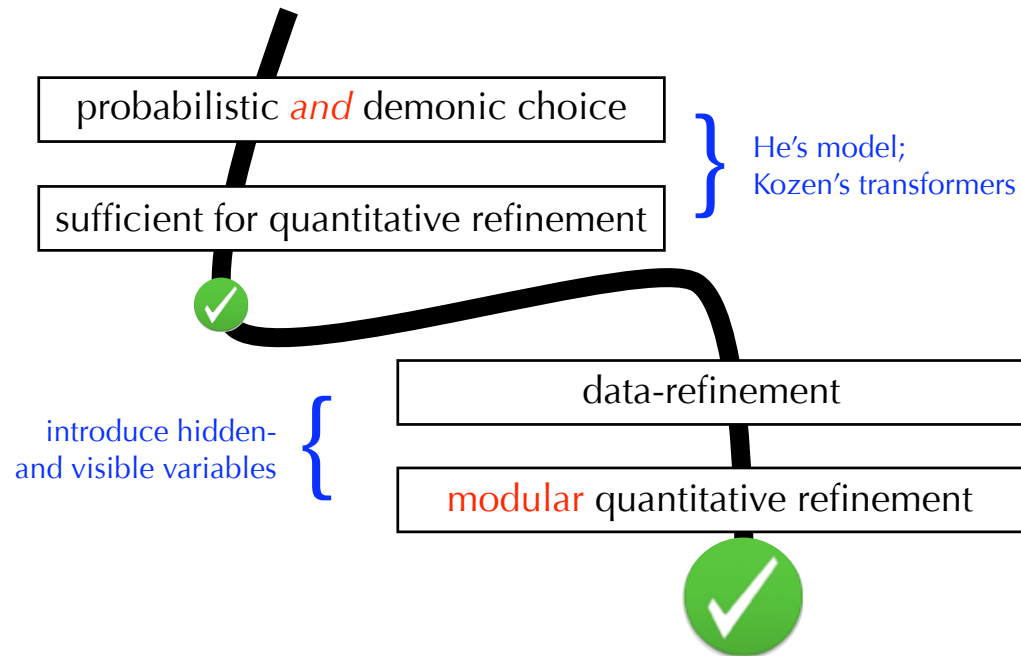 probabilistic and demonic choice
He's model;
Kozen's transformers
sufficient for quantitative refinement
data-refinement
introduce hidden-
and visible variables
modular quantitative refinement